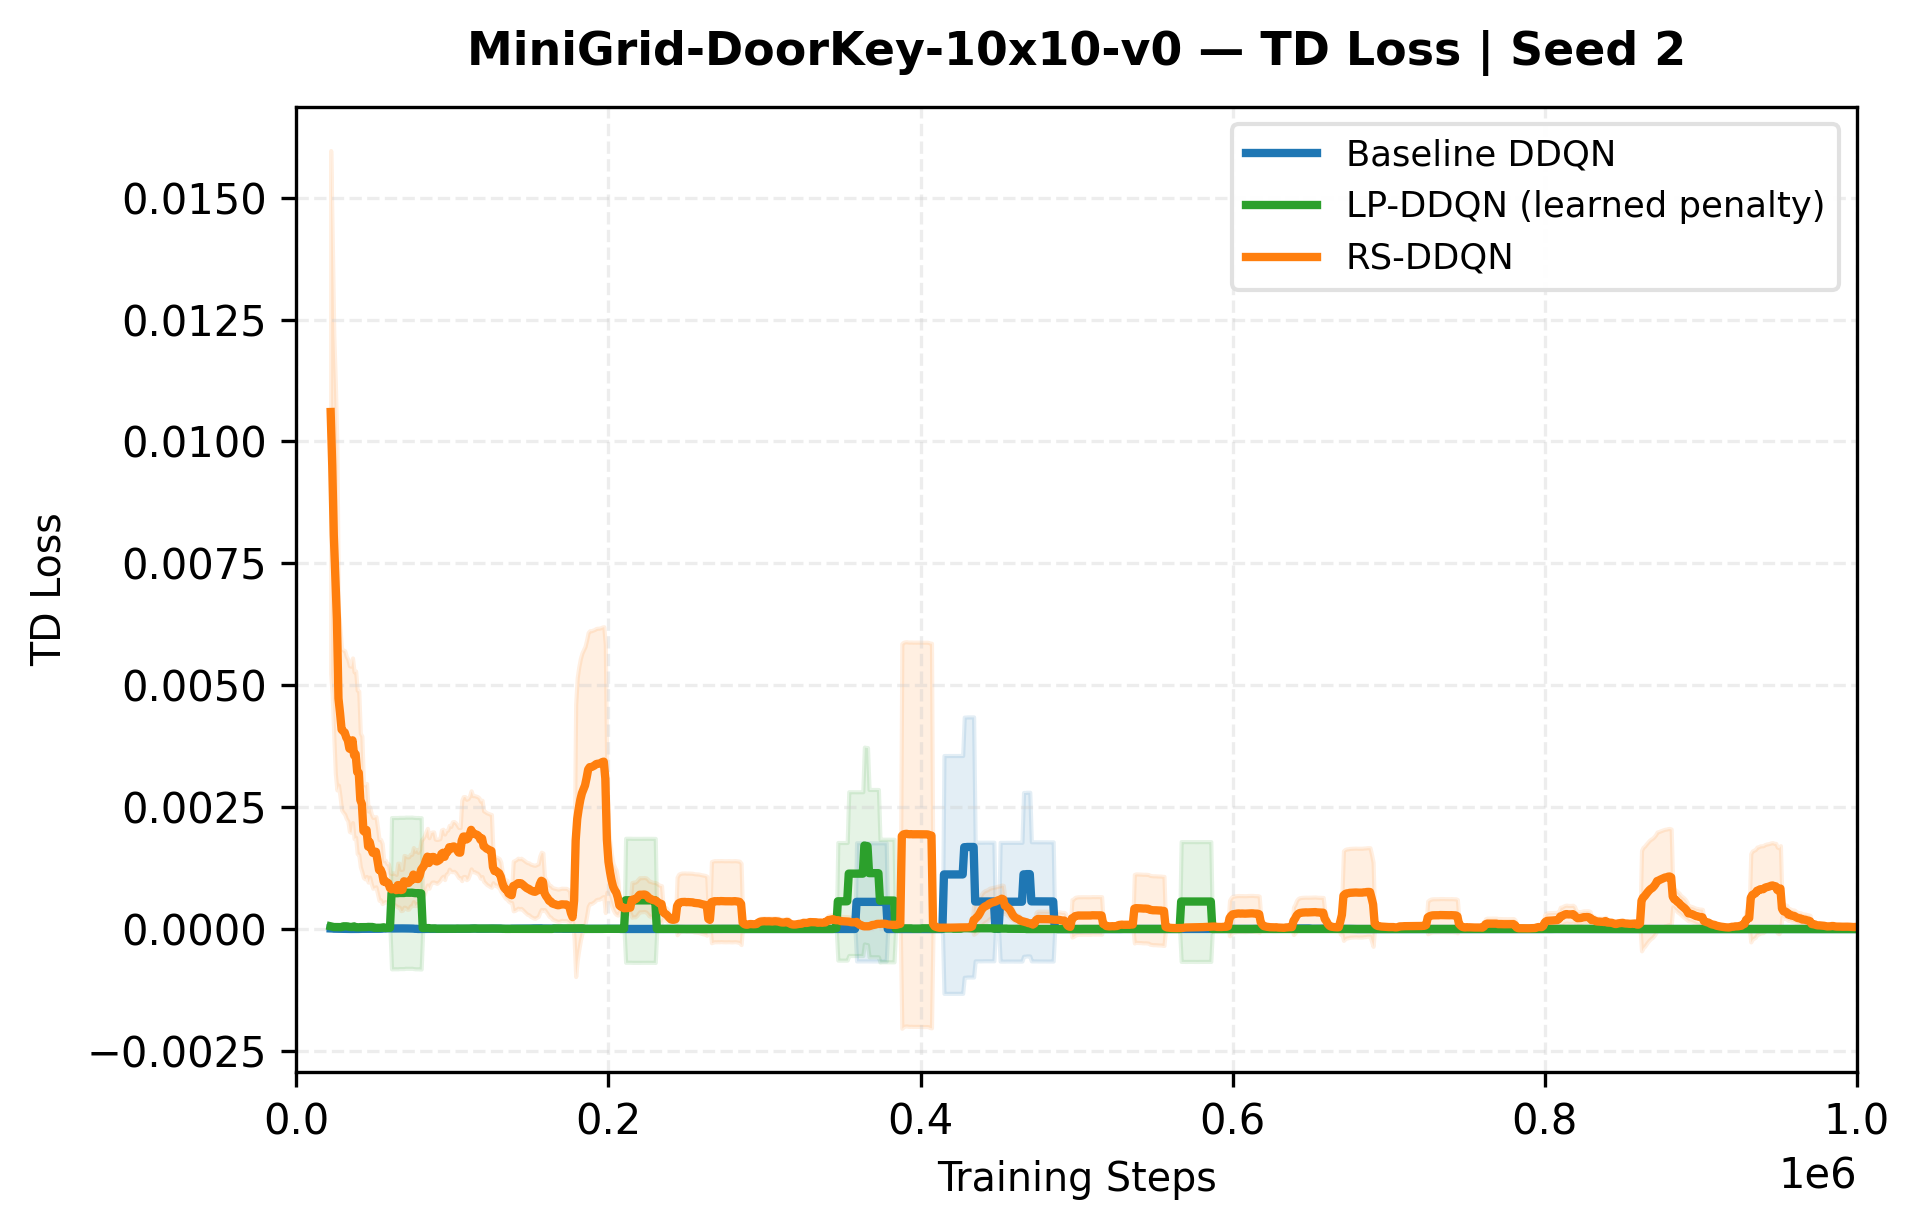 MiniGrid-DoorKey-10x10-v0 — TD Loss | Seed 2
Baseline DDQN
LP-DDQN (learned penalty)
RS-DDQN
0.0150
0.0125
0.0100
0.0075
0.0050
0.0025
0.0000
−0.0025
TD Loss
0.0 0.2 0.4 0.6 0.8 1.0
Training Steps
1e6